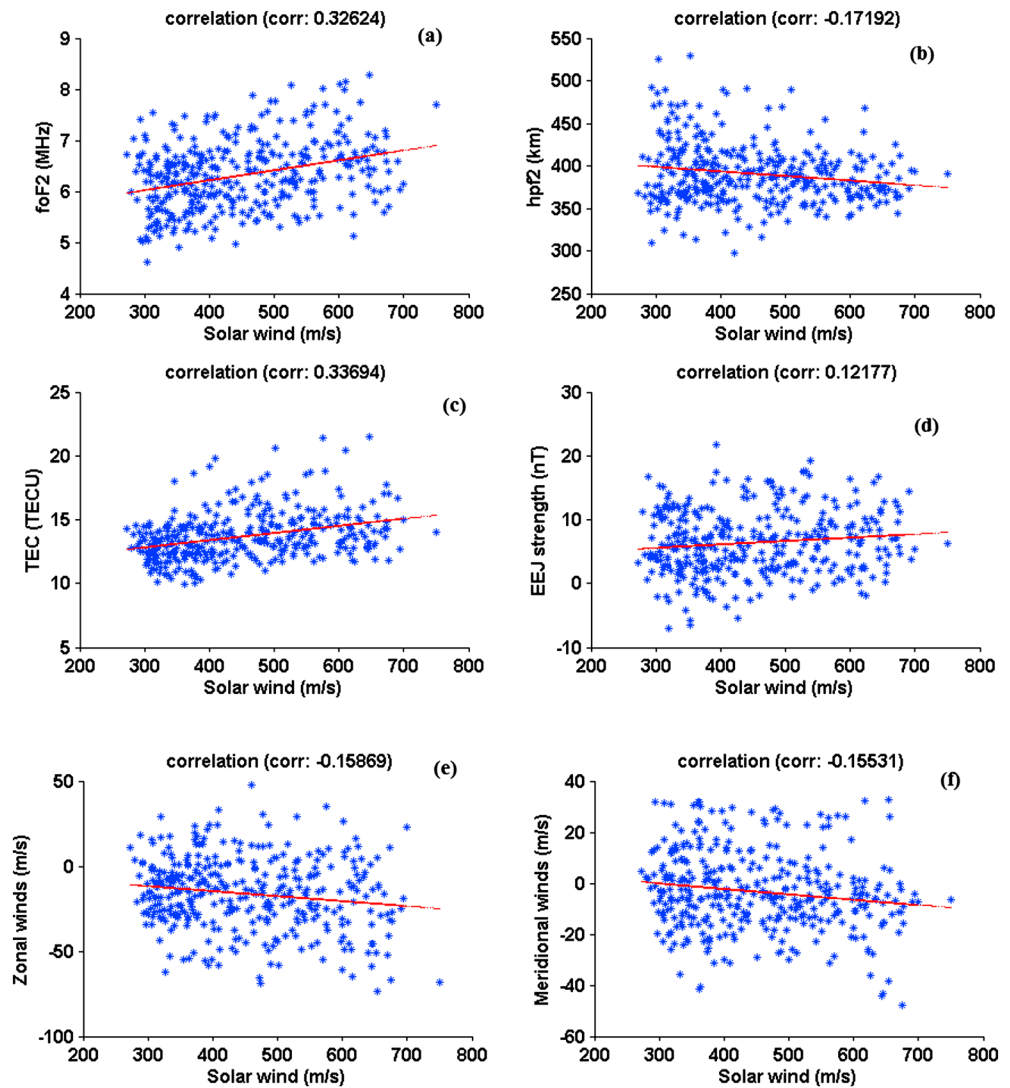 correlation (corr: 0.32624)
(a)
foF2 (MHz)
9
8
7
6
5
4
200 300 400 500 600 700 800
Solar wind (m/s)
correlation (corr: -0.17192)
(b)
hpf2 (km)
550
500
450
400
350
300
250
200 300 400 500 600 700 800
Solar wind (m/s)
correlation (corr: 0.33694)
(c)
TEC (TECU)
25
20
15
10
5
200 300 400 500 600 700 800
Solar wind (m/s)
correlation (corr: 0.12177)
(d)
EEJ strength (nT)
30
20
10
0
-10
200 300 400 500 600 700 800
Solar wind (m/s)
correlation (corr: -0.15869)
(e)
Zonal winds (m/s)
50
0
-50
-100
200 300 400 500 600 700 800
Solar wind (m/s)
correlation (corr: -0.15531)
(f)
Meridional winds (m/s)
40
20
0
-20
-40
-60
200 300 400 500 600 700 800
Solar wind (m/s)